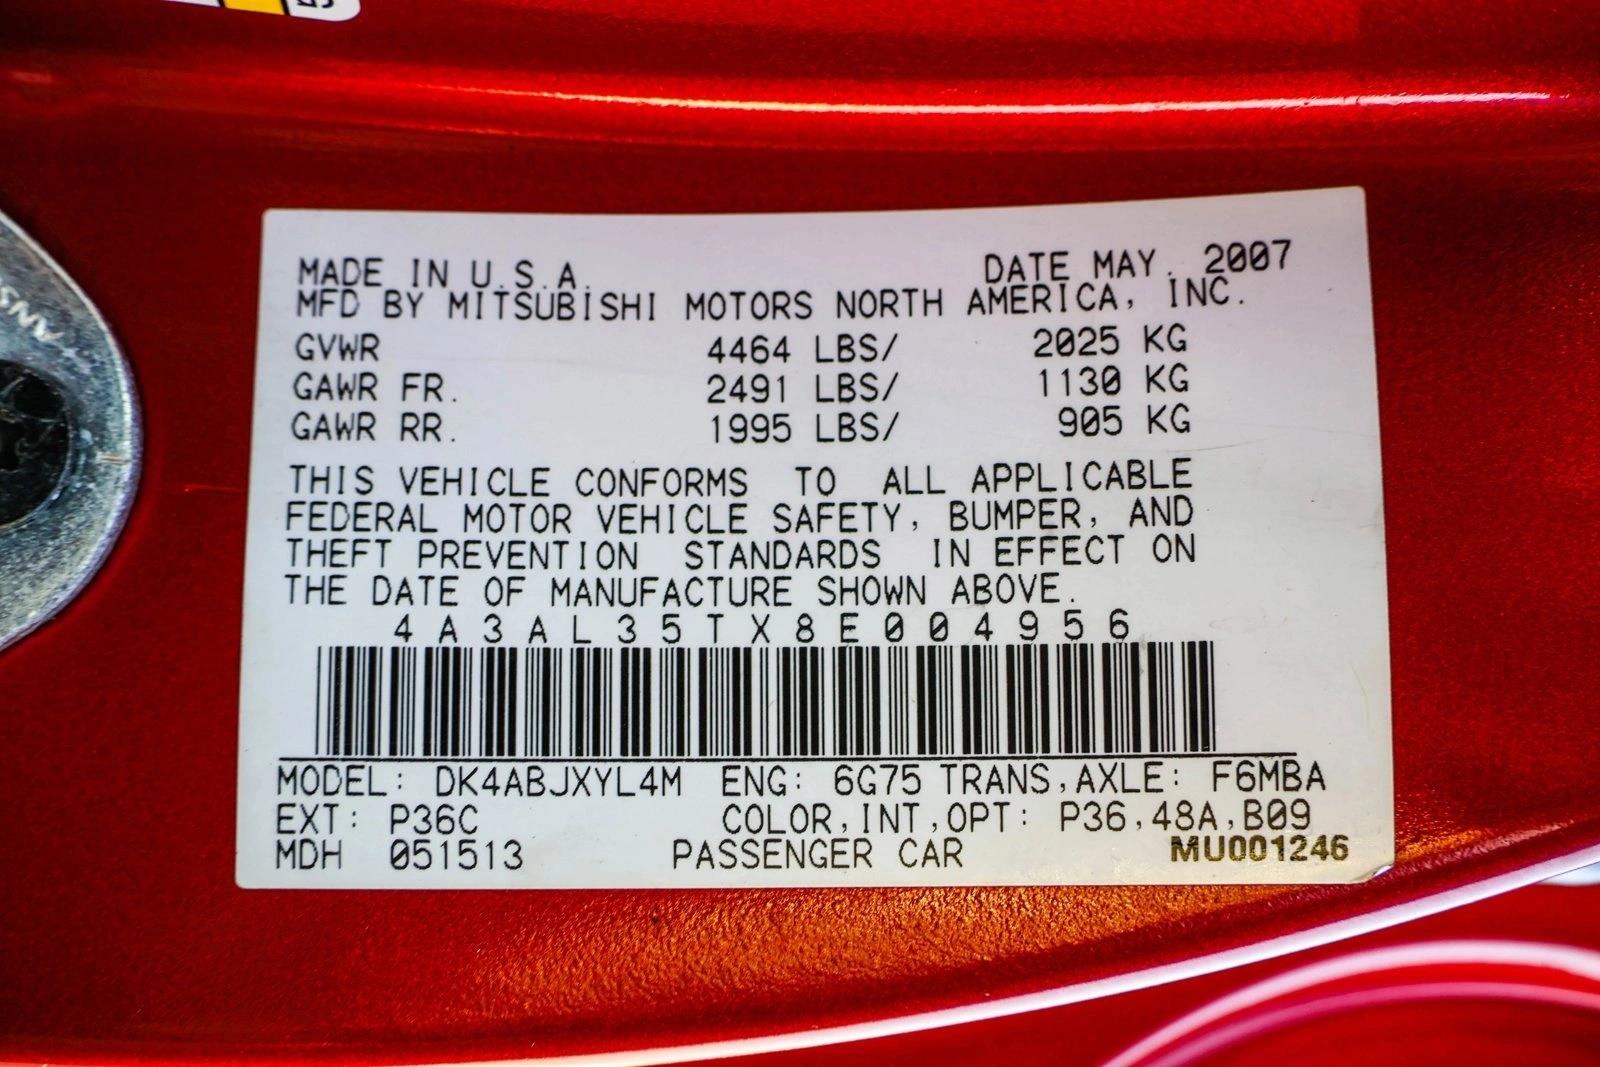 MADE IN U.S.A. DATE MAY. 2007
MFD BY MITSUBISHI MOTORS NORTH AMERICA, INC.
GVWR 4464 LBS/ 2025 KG
GAWR FR. 2491 LBS/ 1130 KG
GAWR RR. 1995 LBS/ 905 KG
THIS VEHICLE CONFORMS TO ALL APPLICABLE
FEDERAL MOTOR VEHICLE SAFETY, BUMPER, AND
THEFT PREVENTION STANDARDS IN EFFECT ON
THE DATE OF MANUFACTURE SHOWN ABOVE.
4A3AL35TX8E004956
MODEL: DK4ABJXYL4M ENG: 6G75 TRANS,AXLE: F6MBA
EXT: P36C COLOR,INT,OPT: P36,48A,B09
MDH 051513 PASSENGER CAR MU001246